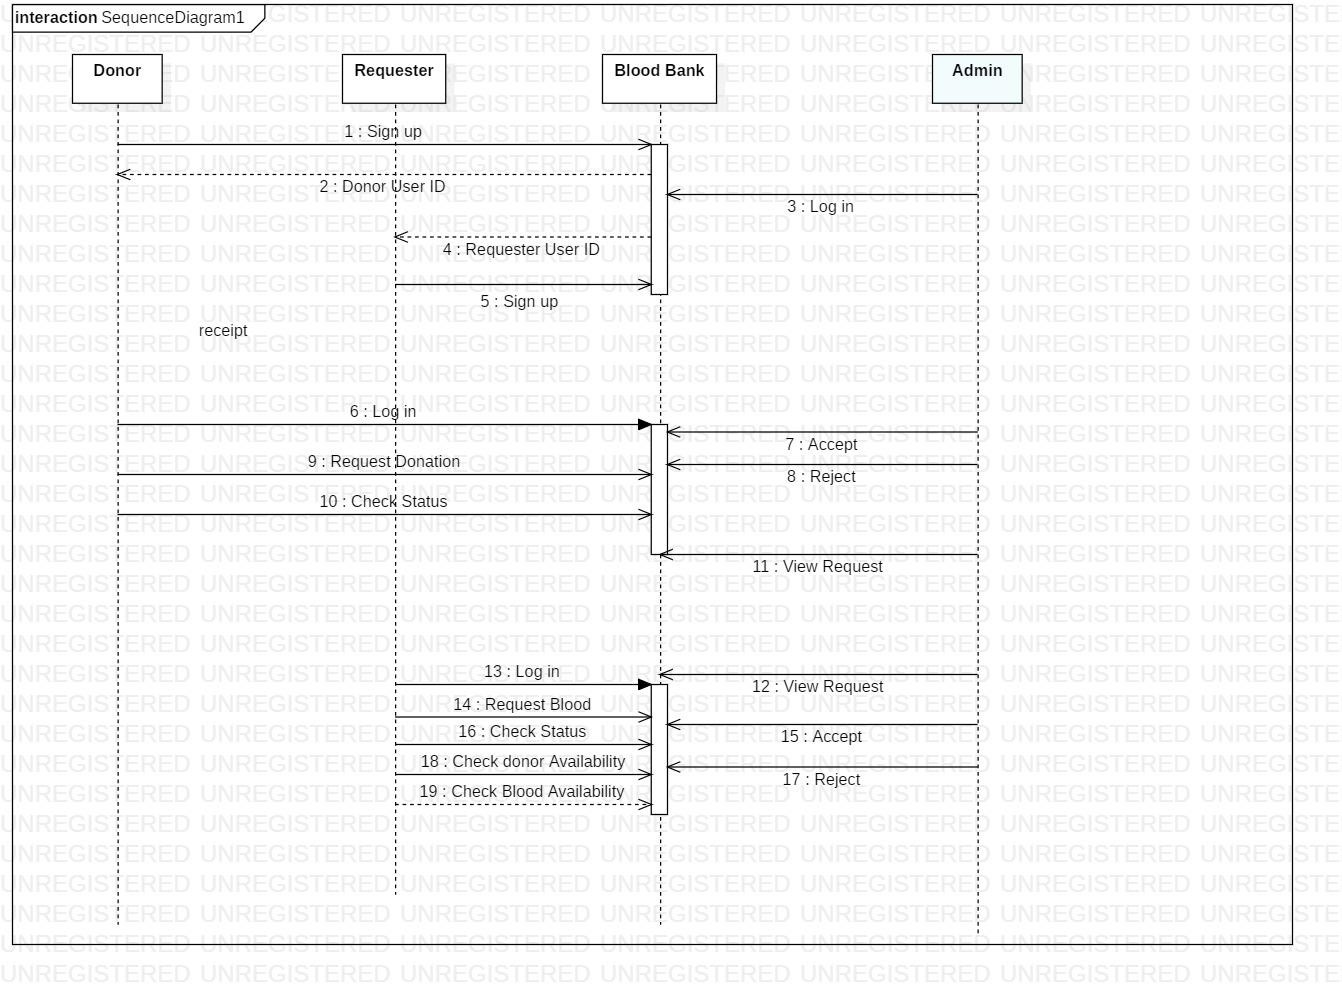 interaction SequenceDiagram1
Donor
Requester
Blood Bank
Admin
1 : Sign up
2 : Donor User ID
3 : Log in
4 : Requester User ID
5 : Sign up
receipt
6 : Log in
7 : Accept
9 : Request Donation
8 : Reject
10 : Check Status
11 : View Request
13 : Log in
12 : View Request
14 : Request Blood
16 : Check Status
15 : Accept
18 : Check donor Availability
17 : Reject
19 : Check Blood Availability
UNREGISTERED